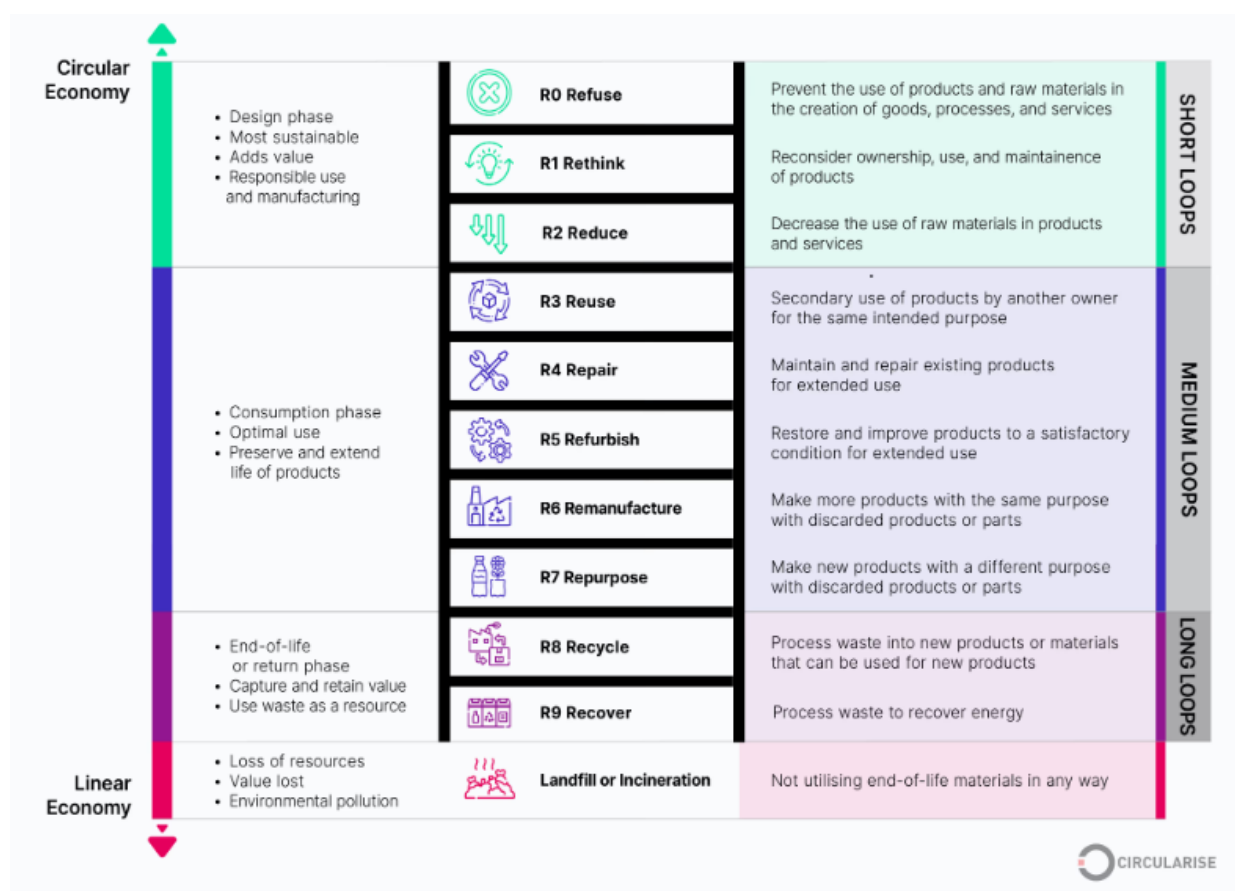 Circular
Economy
• Design phase
• Most sustainable
• Adds value
• Responsible use
and manufacturing
R0 Refuse
Prevent the use of products and raw materials in
the creation of goods, processes, and services
R1 Rethink
Reconsider ownership, use, and maintainence
of products
R2 Reduce
Decrease the use of raw materials in products
and services
SHORT LOOPS
• Consumption phase
• Optimal use
• Preserve and extend
life of products
R3 Reuse
Secondary use of products by another owner
for the same intended purpose
R4 Repair
Maintain and repair existing products
for extended use
R5 Refurbish
Restore and improve products to a satisfactory
condition for extended use
R6 Remanufacture
Make more products with the same purpose
with discarded products or parts
R7 Repurpose
Make new products with a different purpose
with discarded products or parts
MEDIUM LOOPS
• End-of-life
or return phase
• Capture and retain value
• Use waste as a resource
R8 Recycle
Process waste into new products or materials
that can be used for new products
R9 Recover
Process waste to recover energy
LONG LOOPS
Linear
Economy
• Loss of resources
• Value lost
• Environmental pollution
Landfill or Incineration
Not utilising end-of-life materials in any way
CIRCULARISE